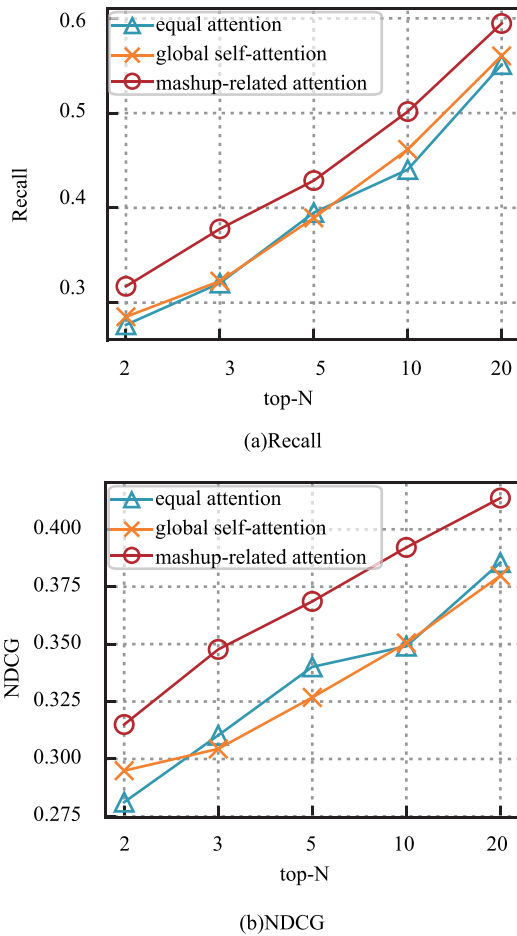 0.6
equal attention
global self-attention
mashup-related attention
0.5
0.4
0.3
Recall
2 3 5 10 20
top-N
(a)Recall
equal attention
global self-attention
mashup-related attention
0.400
0.375
0.350
0.325
0.300
0.275
NDCG
2 3 5 10 20
top-N
(b)NDCG